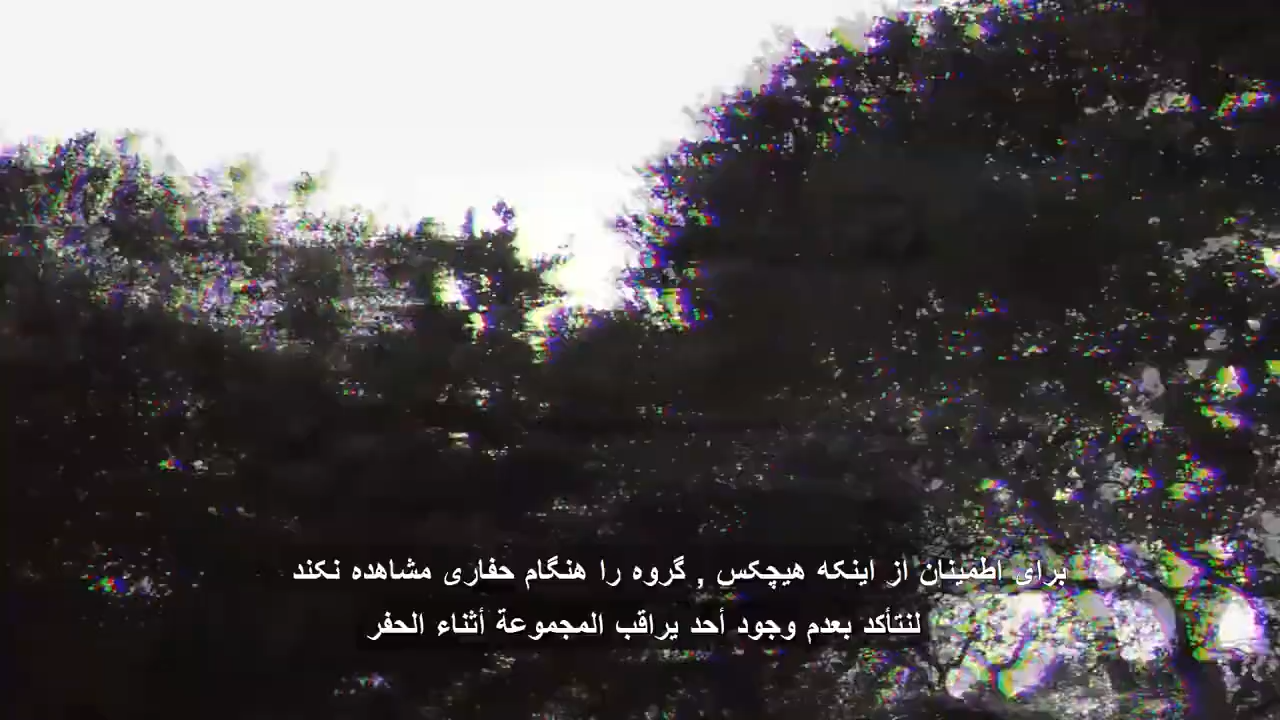 برای اطمینان از اینکه هیچکس , گروه را هنگام حفاری مشاهده نکند
لنتأكد بعدم وجود أحد يراقب المجموعة أثناء الحفر